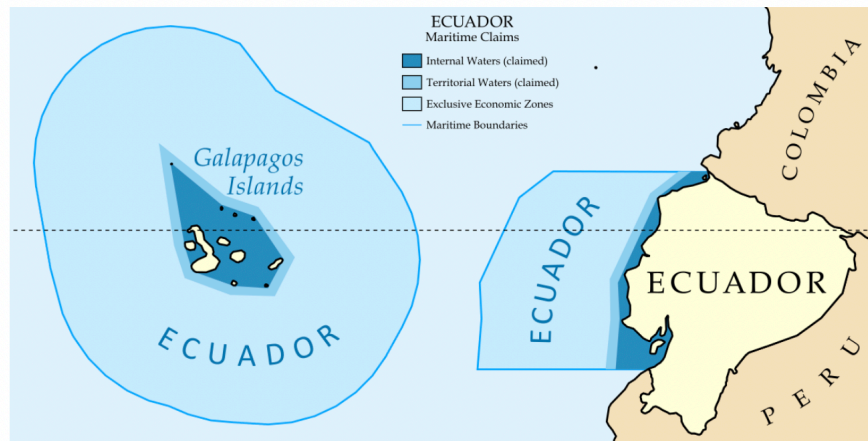 ECUADOR
Maritime Claims
Internal Waters (claimed)
Territorial Waters (claimed)
Exclusive Economic Zones
Maritime Boundaries
COLOMBIA
Galapagos
Islands
ECUADOR
ECUADOR
ECUADOR
PERU